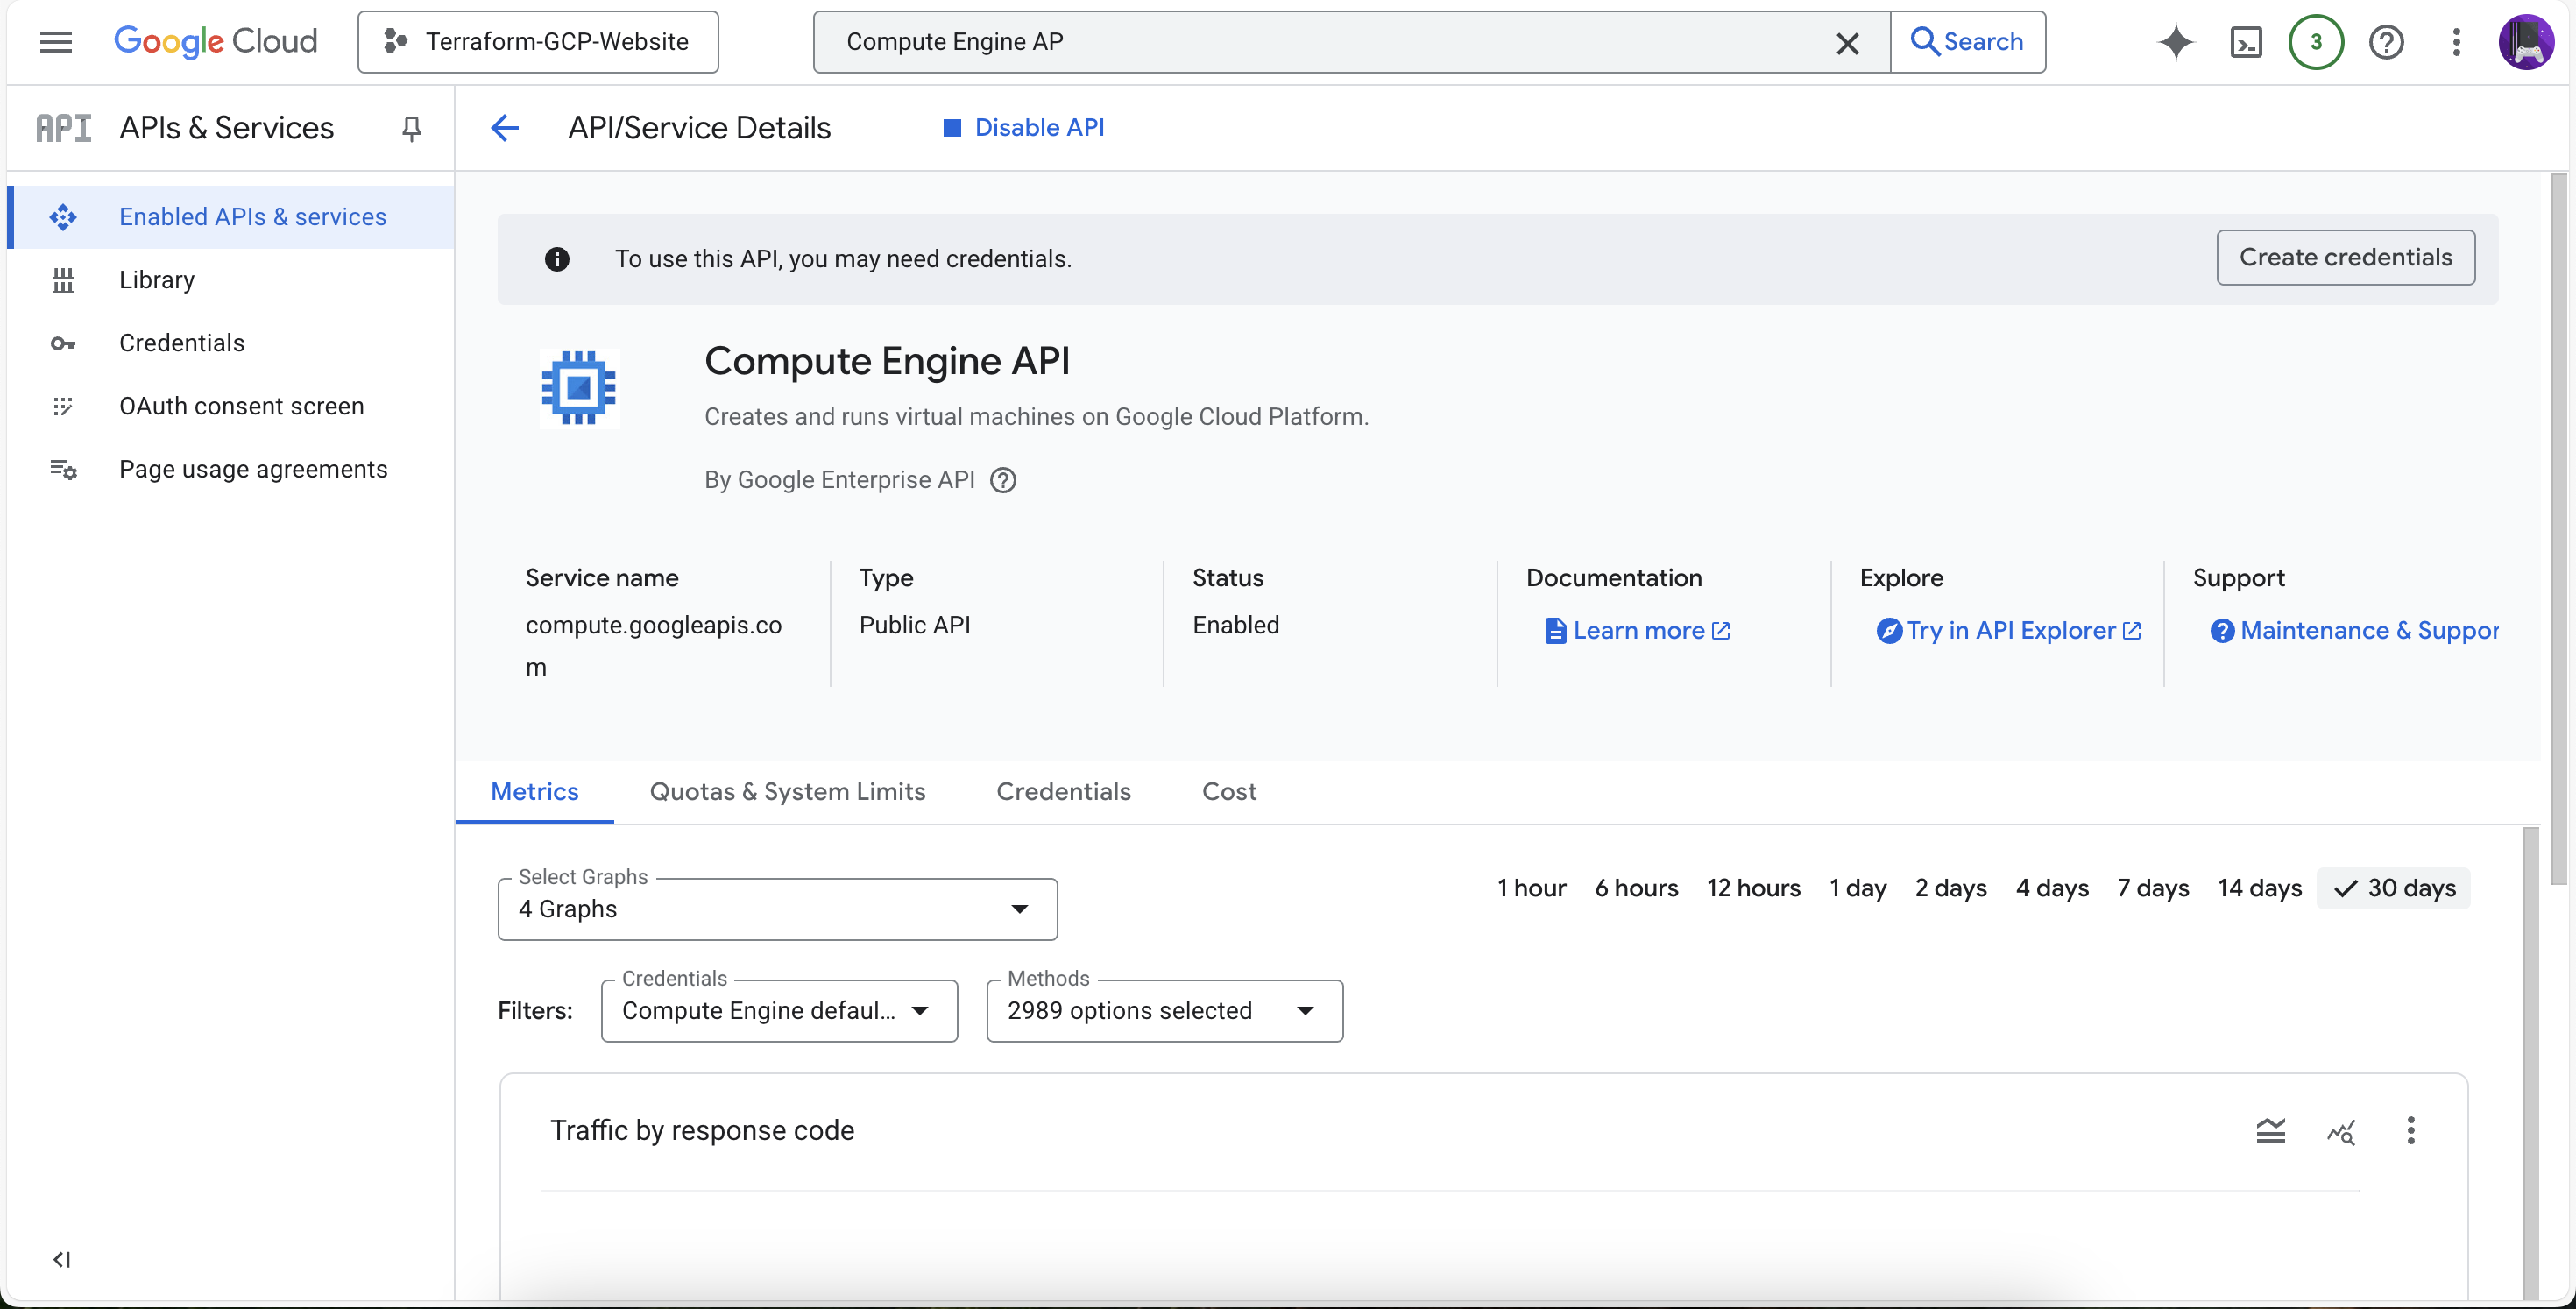 Google Cloud
Terraform-GCP-Website
Compute Engine AP
Search
3
API
APIs & Services
API/Service Details
Disable API
Enabled APIs & services
Library
Credentials
OAuth consent screen
Page usage agreements
To use this API, you may need credentials.
Create credentials
Compute Engine API
Creates and runs virtual machines on Google Cloud Platform.
By Google Enterprise API
Service name
compute.googleapis.co
m
Type
Public API
Status
Enabled
Documentation
Learn more
Explore
Try in API Explorer
Support
Maintenance & Suppor
Metrics
Quotas & System Limits
Credentials
Cost
Select Graphs
4 Graphs
1 hour
6 hours
12 hours
1 day
2 days
4 days
7 days
14 days
30 days
Filters:
Credentials
Compute Engine defaul...
Methods
2989 options selected
Traffic by response code